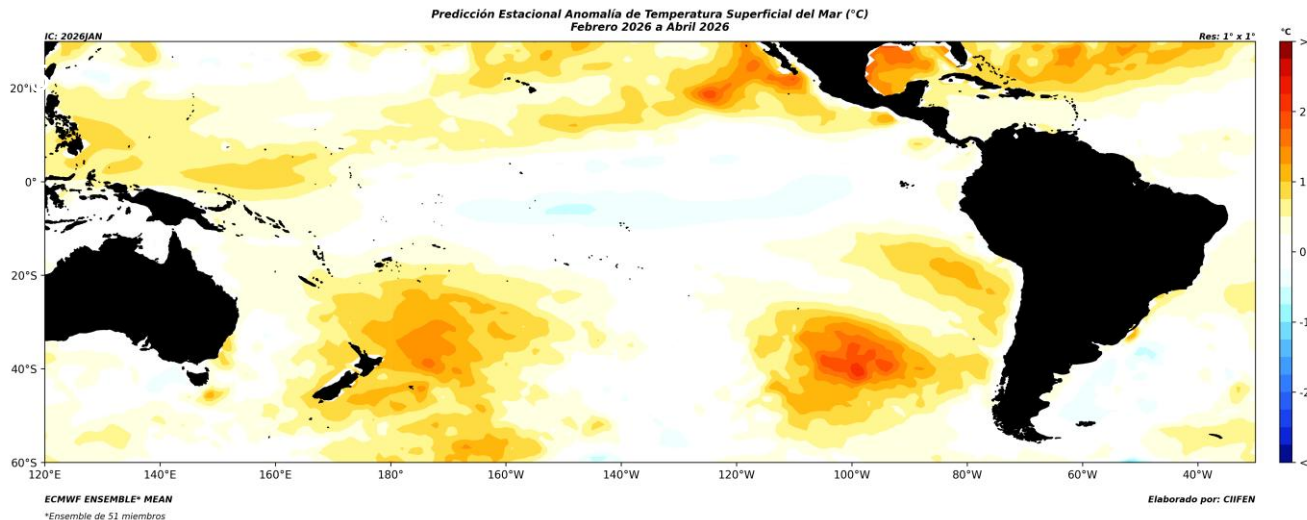 Predicción Estacional Anomalía de Temperatura Superficial del Mar (°C)
Febrero 2026 a Abril 2026
IC: 2026JAN
Res: 1° x 1°
°C
>
2
1
0
-1
-2
<
20°N
0°
20°S
40°S
60°S
120°E
140°E
160°E
180°
160°W
140°W
120°W
100°W
80°W
60°W
40°W
ECMWF ENSEMBLE* MEAN
Elaborado por: CIIFEN
*Ensemble de 51 miembros